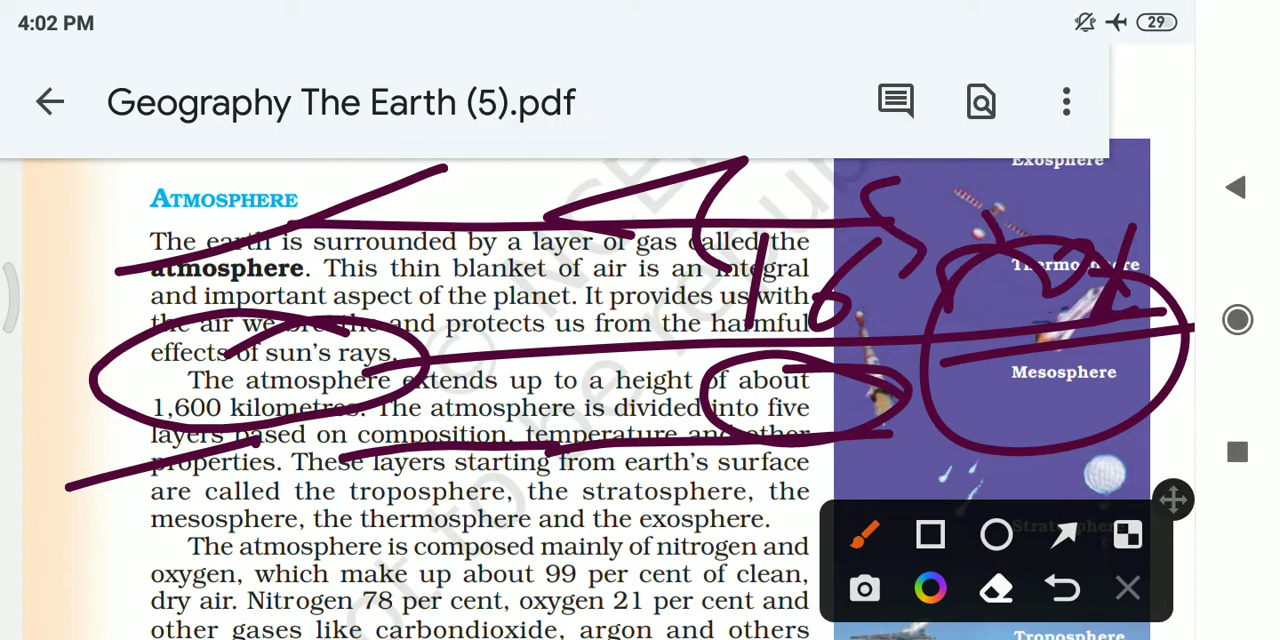 4:02 PM
29
Geography The Earth (5).pdf
Exosphere
ATMOSPHERE
The earth is surrounded by a layer of gas called the
atmosphere. This thin blanket of air is an integral
and important aspect of the planet. It provides us with
the air we breathe and protects us from the harmful
effects of sun's rays.
The atmosphere extends up to a height of about
1,600 kilometres. The atmosphere is divided into five
layers based on composition, temperature and other
properties. These layers starting from earth's surface
are called the troposphere, the stratosphere, the
mesosphere, the thermosphere and the exosphere.
The atmosphere is composed mainly of nitrogen and
oxygen, which make up about 99 per cent of clean,
dry air. Nitrogen 78 per cent, oxygen 21 per cent and
other gases like carbondioxide, argon and others
Thermosphere
Mesosphere
Stratosphere
Troposphere